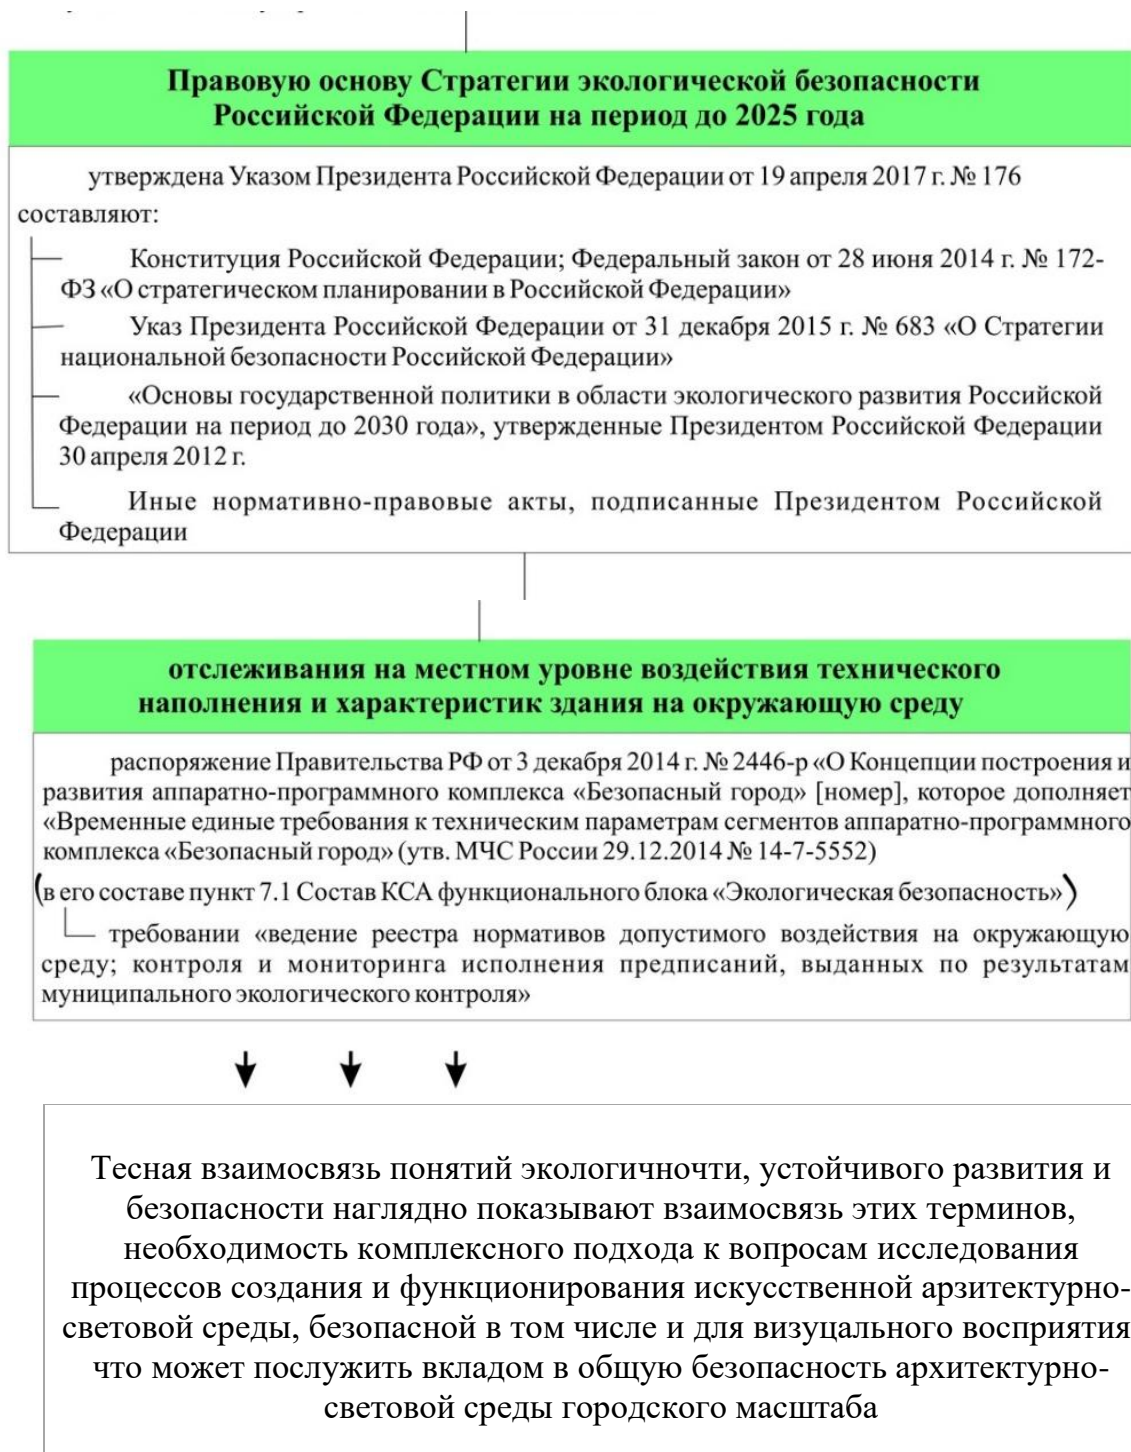 Правовую основу Стратегии экологической безопасности
Российской Федерации на период до 2025 года
утверждена Указом Президента Российской Федерации от 19 апреля 2017 г. № 176
составляют:
Конституция Российской Федерации; Федеральный закон от 28 июня 2014 г. № 172-
ФЗ «О стратегическом планировании в Российской Федерации»
Указ Президента Российской Федерации от 31 декабря 2015 г. № 683 «О Стратегии
национальной безопасности Российской Федерации»
«Основы государственной политики в области экологического развития Российской
Федерации на период до 2030 года», утвержденные Президентом Российской Федерации
30 апреля 2012 г.
Иные нормативно-правовые акты, подписанные Президентом Российской
Федерации
отслеживания на местном уровне воздействия технического
наполнения и характеристик здания на окружающую среду
распоряжение Правительства РФ от 3 декабря 2014 г. № 2446-р «О Концепции построения и
развития аппаратно-программного комплекса «Безопасный город» [номер], которое дополняет
«Временные единые требования к техническим параметрам сегментов аппаратно-программного
комплекса «Безопасный город» (утв. МЧС России 29.12.2014 № 14-7-5552)
(в его составе пункт 7.1 Состав КСА функционального блока «Экологическая безопасность»)
требовании «ведение реестра нормативов допустимого воздействия на окружающую
среду; контроля и мониторинга исполнения предписаний, выданных по результатам
муниципального экологического контроля»
Тесная взаимосвязь понятий экологичночти, устойчивого развития и
безопасности наглядно показывают взаимосвязь этих терминов,
необходимость комплексного подхода к вопросам исследования
процессов создания и функционирования искусственной арзитектурно-
световой среды, безопасной в том числе и для визуцального восприятия
что может послужить вкладом в общую безопасность архитектурно-
световой среды городского масштаба